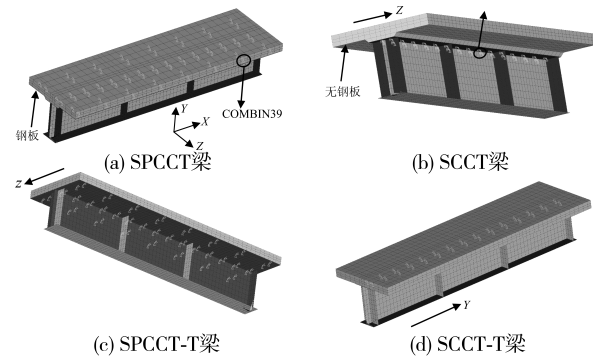 Z
钢板
COMBIN39
Y
X
Z
无钢板
(a) SPCCT梁
(b) SCCT梁
z
Y
(c) SPCCT-T梁
(d) SCCT-T梁